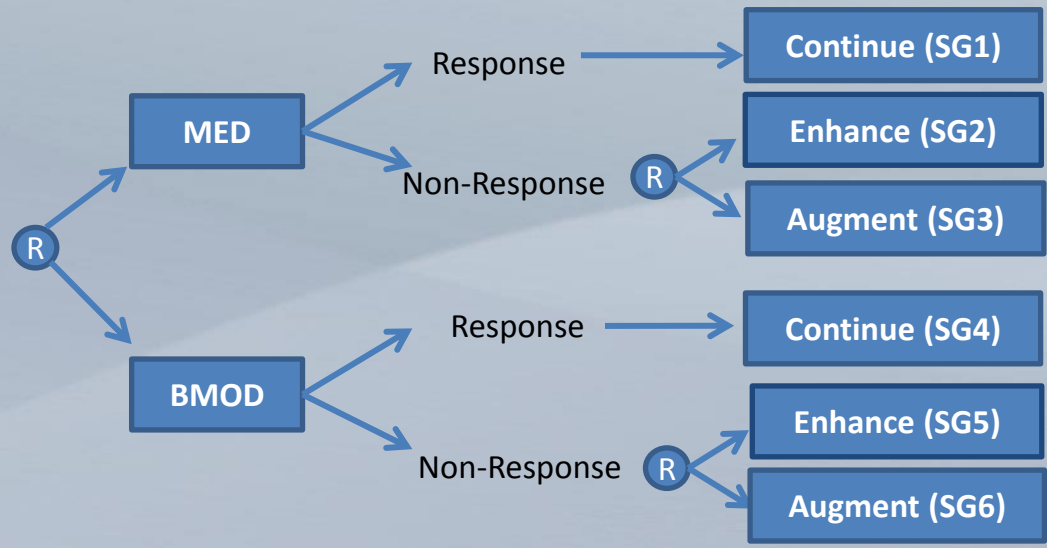 Response
Continue (SG1)
MED
Enhance (SG2)
Non-Response
R
Augment (SG3)
R
Response
Continue (SG4)
BMOD
Enhance (SG5)
Non-Response
R
Augment (SG6)